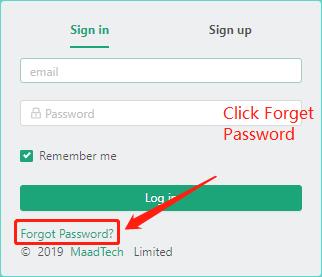 Sign in Sign up
email
Password
Click Forget
Password
Remember me
Log in
Forgot Password?
© 2019 MaadTech Limited